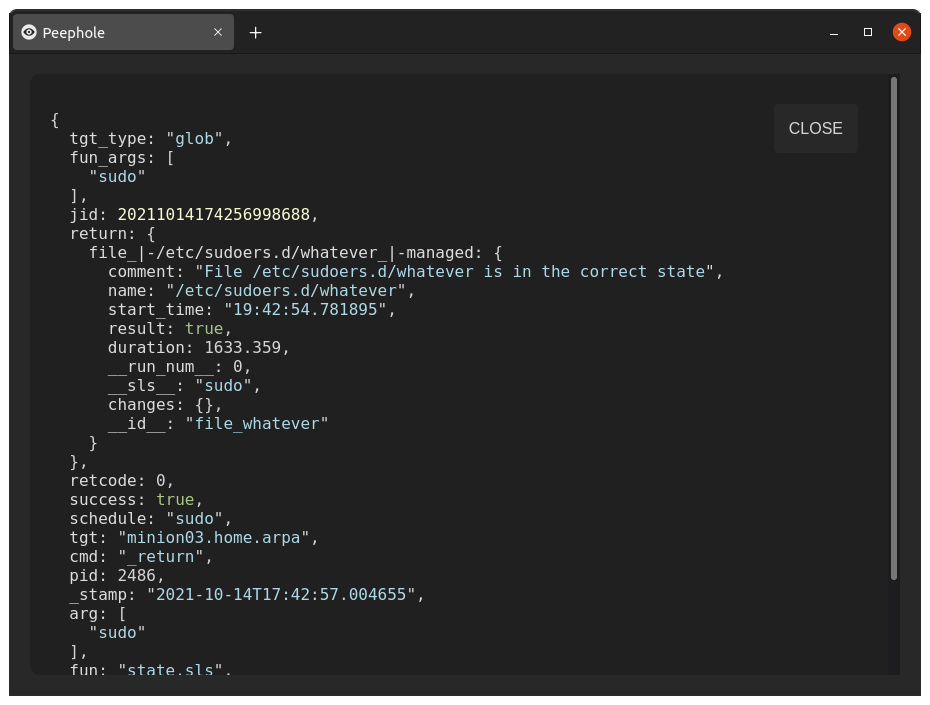 Peephole
{
CLOSE
  tgt_type: "glob",
  fun_args: [
    "sudo"
  ],
  jid: 20211014174256998688,
  return: {
    file_|-/etc/sudoers.d/whatever_|-managed: {
      comment: "File /etc/sudoers.d/whatever is in the correct state",
      name: "/etc/sudoers.d/whatever",
      start_time: "19:42:54.781895",
      result: true,
      duration: 1633.359,
      __run_num__: 0,
      __sls__: "sudo",
      changes: {},
      __id__: "file_whatever"
    }
  },
  retcode: 0,
  success: true,
  schedule: "sudo",
  tgt: "minion03.home.arpa",
  cmd: "_return",
  pid: 2486,
  _stamp: "2021-10-14T17:42:57.004655",
  arg: [
    "sudo"
  ],
  fun: "state.sls",